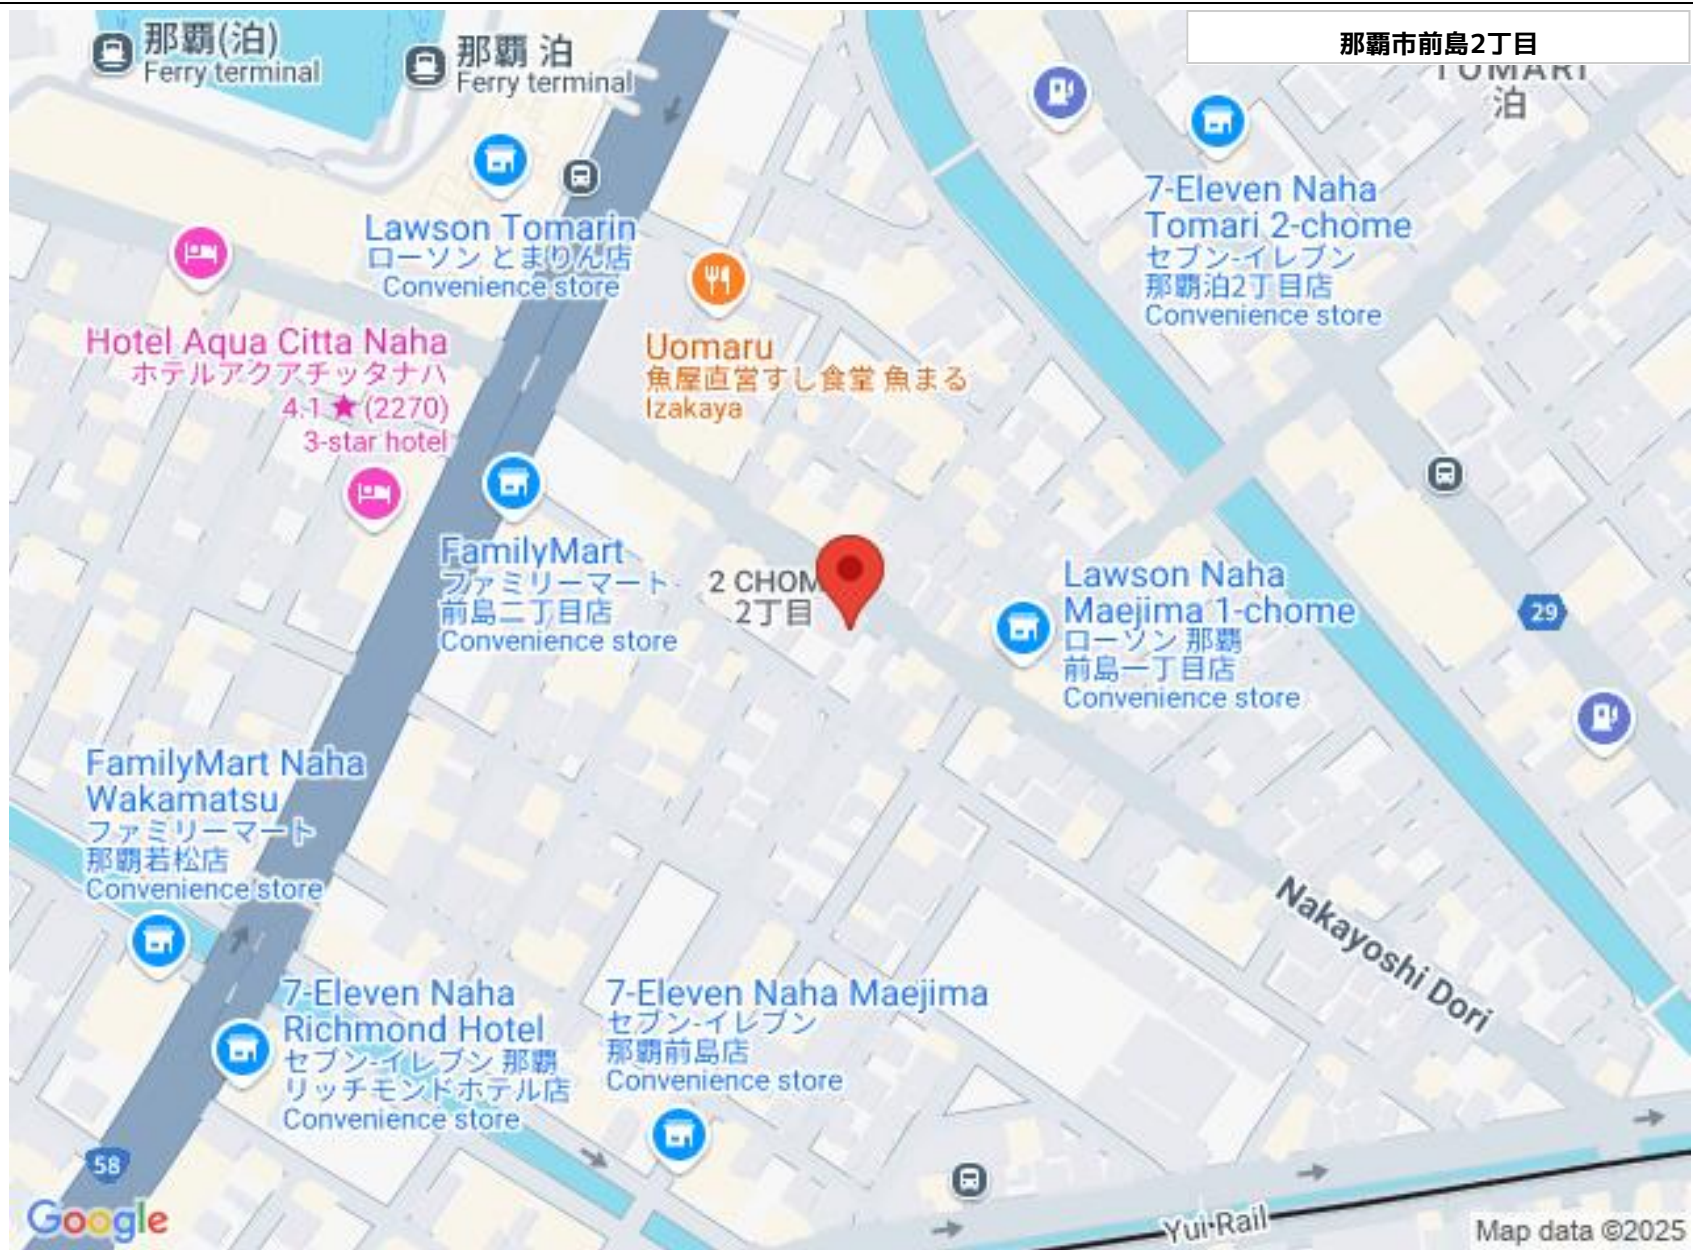 那覇市前島2丁目
那覇(泊)
Ferry terminal
那覇 泊
Ferry terminal
TOMARI
泊
Lawson Tomarin
ローソン とまりん店
Convenience store
7-Eleven Naha
Tomari 2-chome
セブン-イレブン
那覇泊2丁目店
Convenience store
Hotel Aqua Citta Naha
ホテルアクアチッタナハ
4.1 ★ (2270)
3-star hotel
Uomaru
魚屋直営すし食堂 魚まる
Izakaya
FamilyMart
ファミリーマート
前島二丁目店
Convenience store
2 CHOM
2丁目
Lawson Naha
Maejima 1-chome
ローソン 那覇
前島一丁目店
Convenience store
29
FamilyMart Naha
Wakamatsu
ファミリーマート
那覇若松店
Convenience store
Nakayoshi Dori
7-Eleven Naha
Richmond Hotel
セブン-イレブン 那覇
リッチモンドホテル店
Convenience store
7-Eleven Naha Maejima
セブン-イレブン
那覇前島店
Convenience store
58
Google
Yui Rail
Map data ©2025